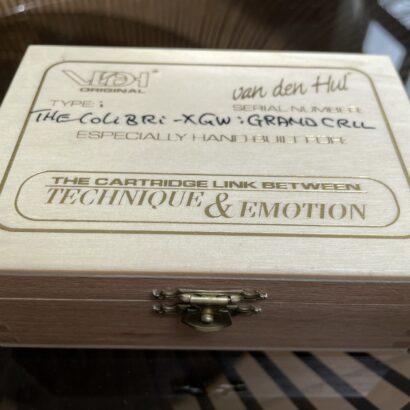 VDH van den Hul
ORIGINAL
TYPE: SERIAL NUMBER:
THE COLIBRI-XGW: GRAND CRU
ESPECIALLY HAND BUILT FOR:
THE CARTRIDGE LINK BETWEEN
TECHNIQUE & EMOTION